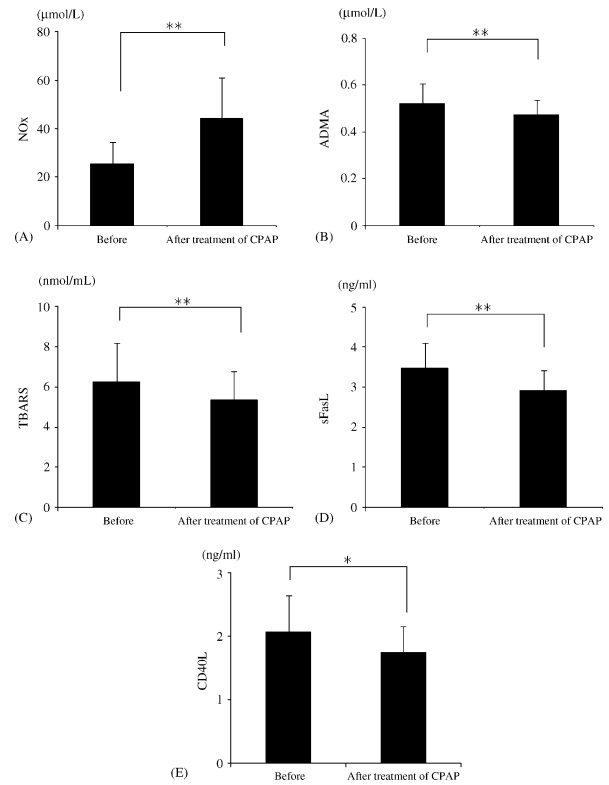 (μmol/L)
**
80
60
40
20
0
NOx
Before
After treatment of CPAP
(A)
(μmol/L)
**
0.8
0.6
0.4
0.2
0
ADMA
Before
After treatment of CPAP
(B)
(nmol/mL)
**
10
8
6
4
2
0
TBARS
Before
After treatment of CPAP
(C)
(ng/ml)
**
5
4
3
2
1
0
sFasL
Before
After treatment of CPAP
(D)
(ng/ml)
*
3
2
1
0
CD40L
Before
After treatment of CPAP
(E)